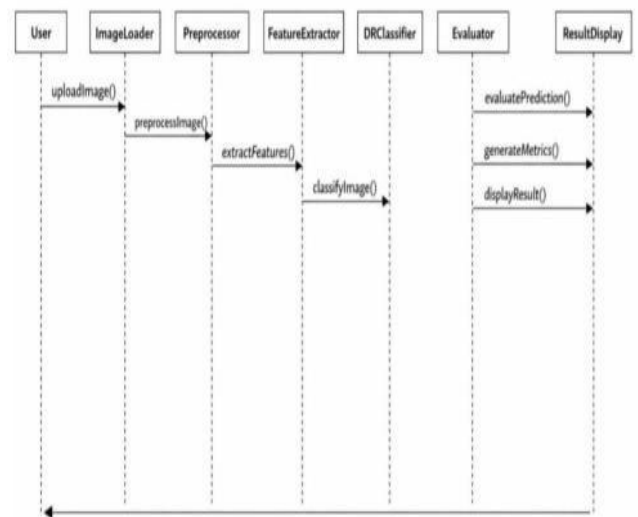 User
ImageLoader
Preprocessor
FeatureExtractor
DRClassifier
Evaluator
ResultDisplay
uploadImage()
preprocessImage()
extractFeatures()
classifyImage()
evaluatePrediction()
generateMetrics()
displayResult()